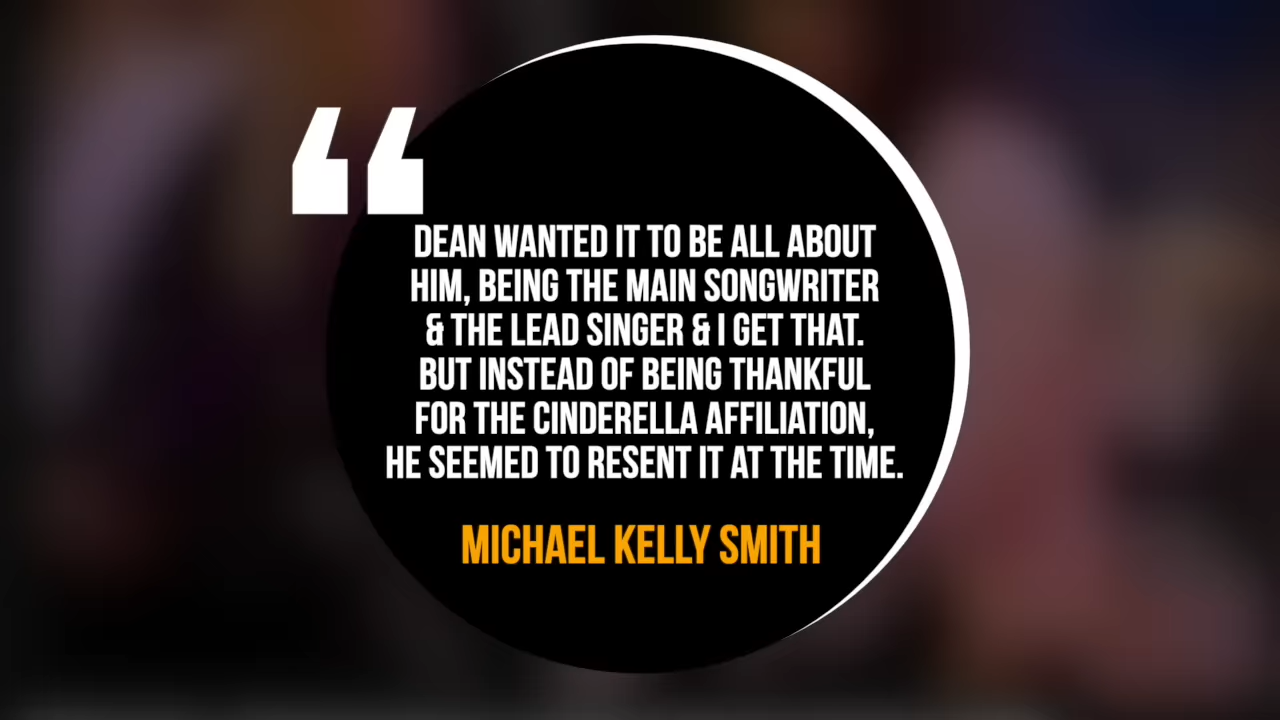 “
DEAN WANTED IT TO BE ALL ABOUT
HIM, BEING THE MAIN SONGWRITER
& THE LEAD SINGER & I GET THAT.
BUT INSTEAD OF BEING THANKFUL
FOR THE CINDERELLA AFFILIATION,
HE SEEMED TO RESENT IT AT THE TIME.
MICHAEL KELLY SMITH